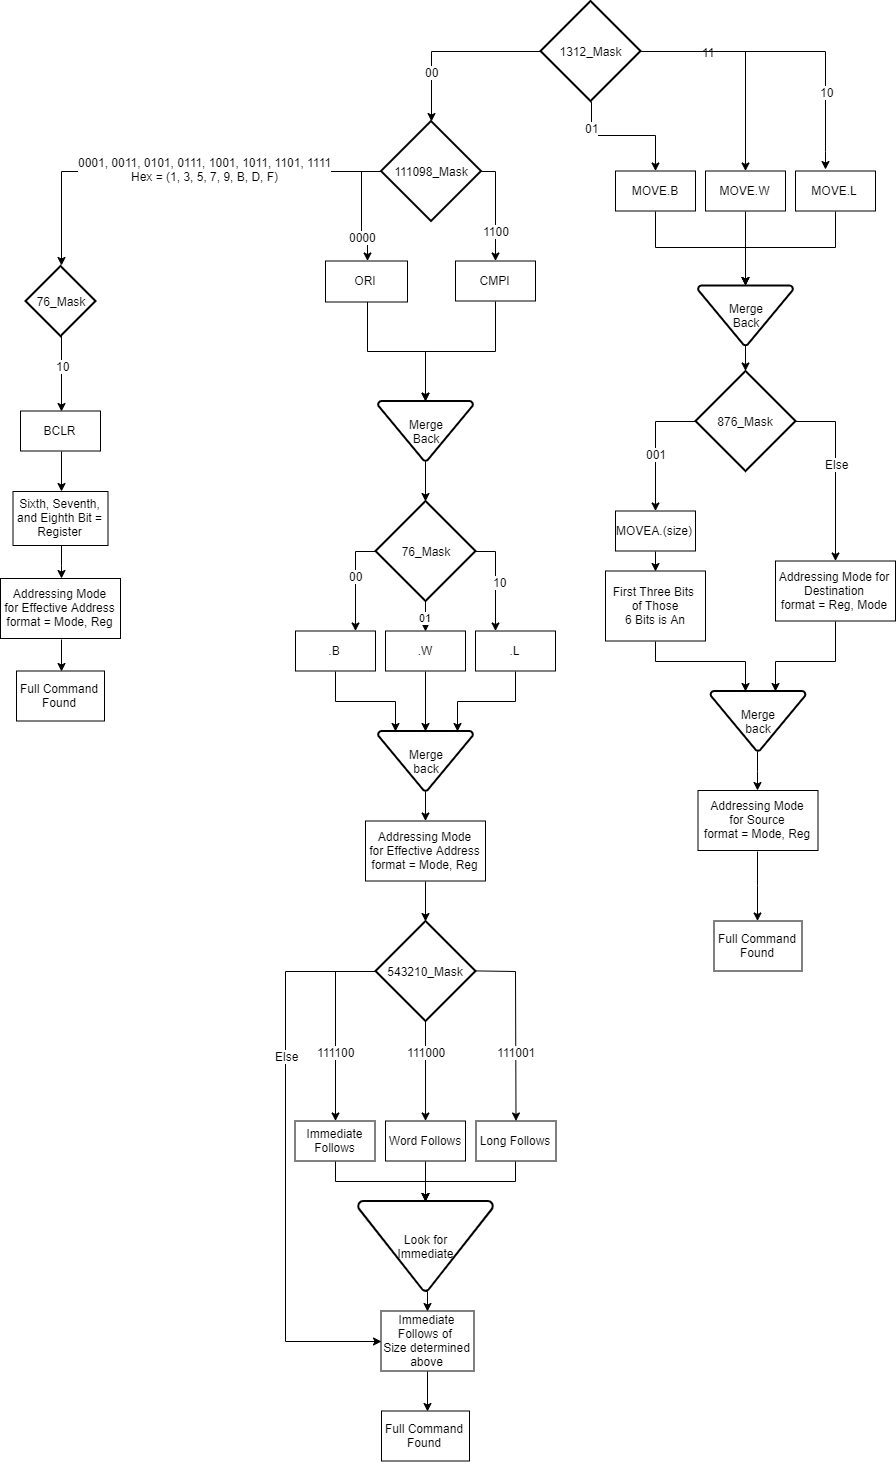 1312_Mask
11
00
10
01
0001, 0011, 0101, 0111, 1001, 1011, 1101, 1111
Hex = (1, 3, 5, 7, 9, B, D, F)
111098_Mask
MOVE.B
MOVE.W
MOVE.L
0000
1100
ORI
CMPI
76_Mask
Merge
Back
10
BCLR
Merge
Back
876_Mask
001
Else
Sixth, Seventh,
and Eighth Bit =
Register
76_Mask
MOVEA.(size)
00
01
10
Addressing Mode
for Effective Address
format = Mode, Reg
First Three Bits
of Those
6 Bits is An
Addressing Mode for
Destination
format = Reg, Mode
.B
.W
.L
Full Command
Found
Merge
back
Merge
back
Addressing Mode
for Effective Address
format = Mode, Reg
Addressing Mode
for Source
format = Mode, Reg
543210_Mask
Full Command
Found
Else
111100
111000
111001
Immediate
Follows
Word Follows
Long Follows
Look for
Immediate
Immediate
Follows of
Size determined
above
Full Command
Found